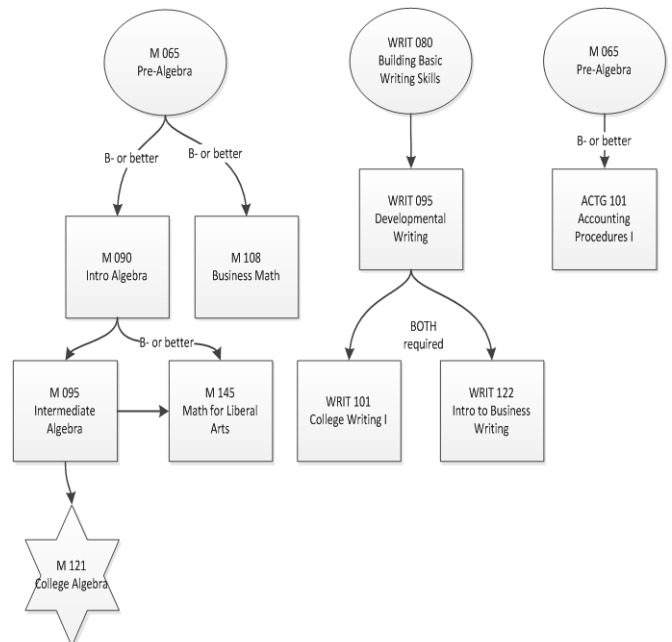 M 065
Pre-Algebra
WRIT 080
Building Basic
Writing Skills
M 065
Pre-Algebra
B- or better
B- or better
B- or better
M 090
Intro Algebra
M 108
Business Math
WRIT 095
Developmental
Writing
ACTG 101
Accounting
Procedures I
B- or better
BOTH
required
M 095
Intermediate
Algebra
M 145
Math for Liberal
Arts
WRIT 101
College Writing I
WRIT 122
Intro to Business
Writing
M 121
College Algebra